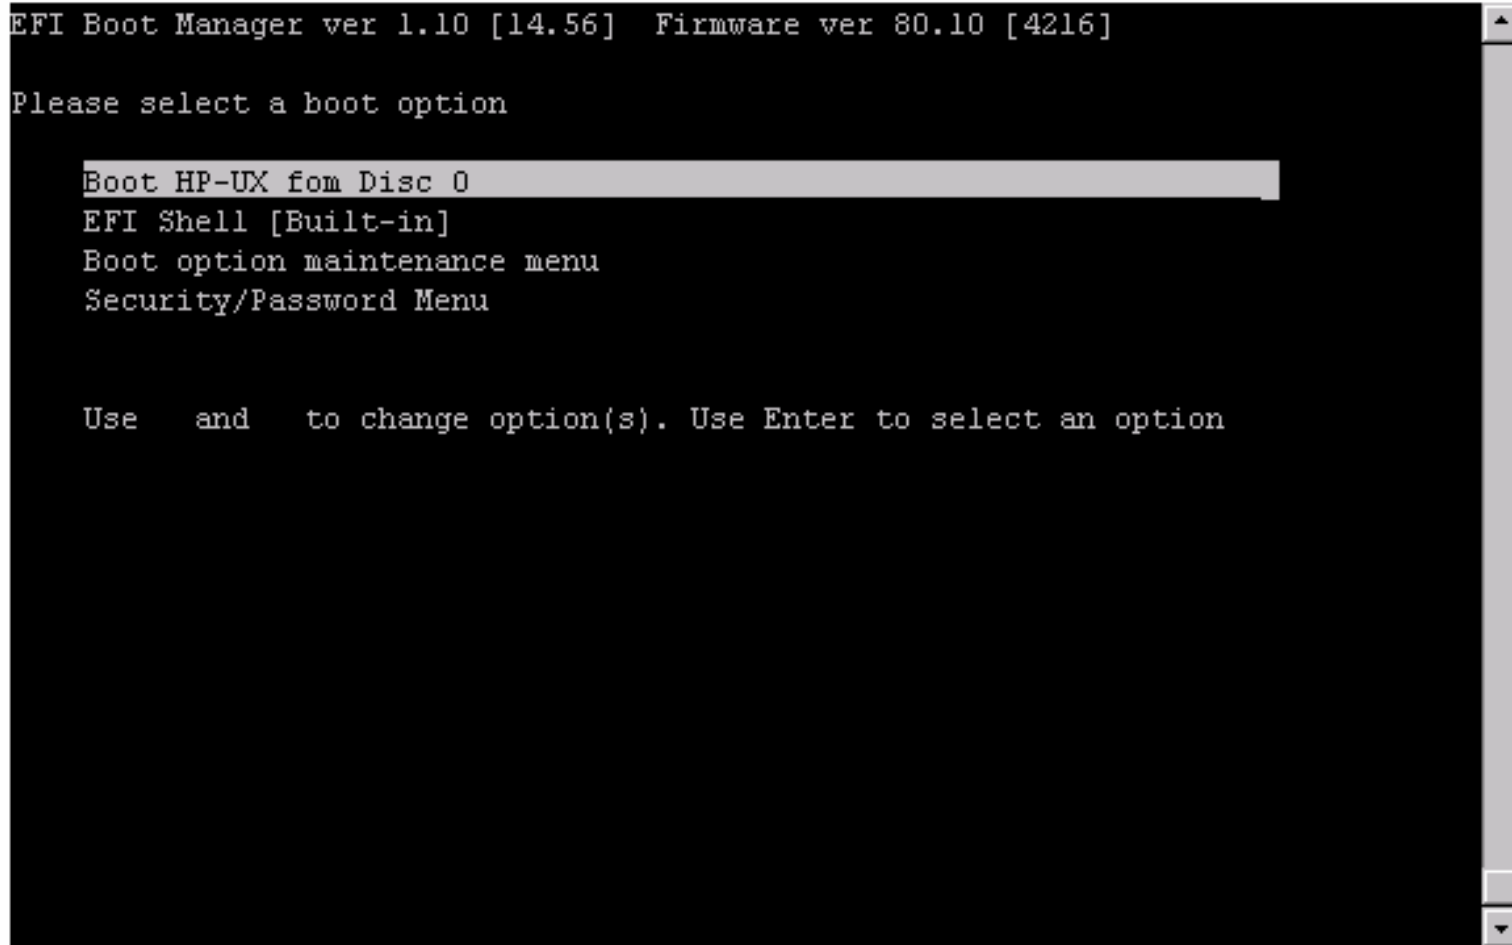 EFI Boot Manager ver 1.10 [14.56]  Firmware ver 80.10 [4216]
Please select a boot option
Boot HP-UX fom Disc 0
EFI Shell [Built-in]
Boot option maintenance menu
Security/Password Menu
Use   and   to change option(s). Use Enter to select an option